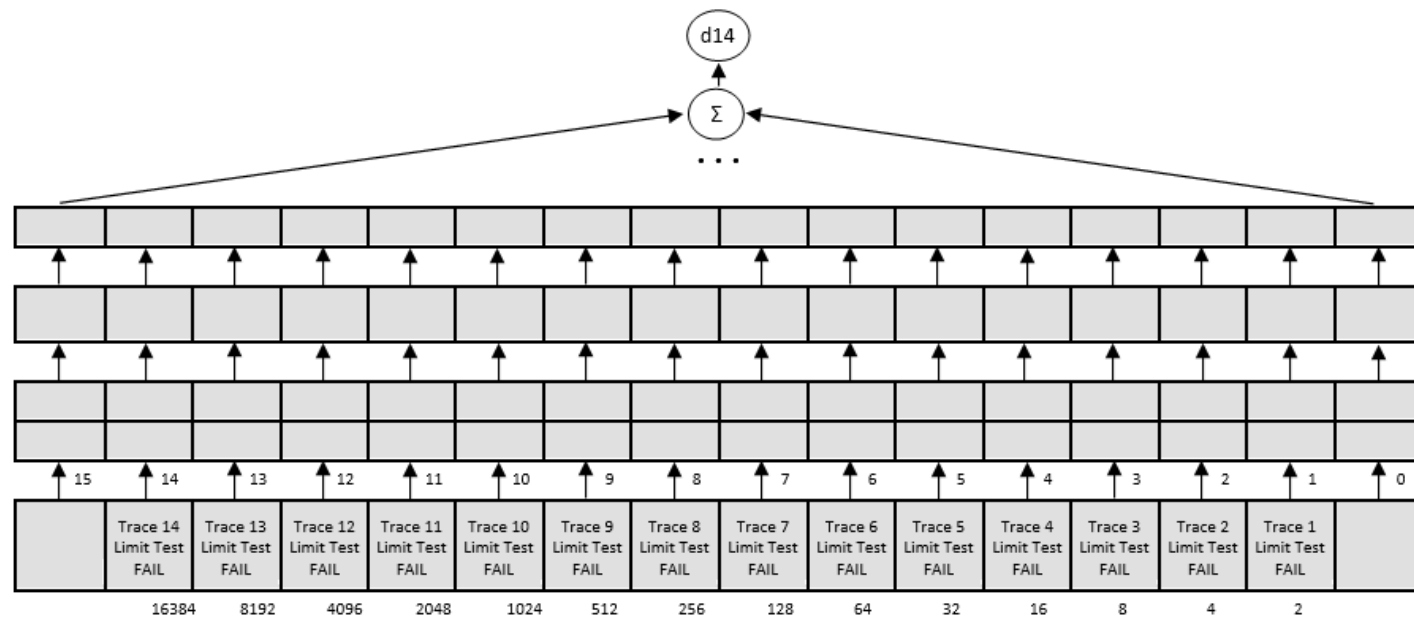 d14
Σ
...
15 14 13 12 11 10 9 8 7 6 5 4 3 2 1 0
Trace 14 Trace 13 Trace 12 Trace 11 Trace 10 Trace 9 Trace 8 Trace 7 Trace 6 Trace 5 Trace 4 Trace 3 Trace 2 Trace 1
Limit Test Limit Test Limit Test Limit Test Limit Test Limit Test Limit Test Limit Test Limit Test Limit Test Limit Test Limit Test Limit Test Limit Test
FAIL FAIL FAIL FAIL FAIL FAIL FAIL FAIL FAIL FAIL FAIL FAIL FAIL FAIL
16384 8192 4096 2048 1024 512 256 128 64 32 16 8 4 2